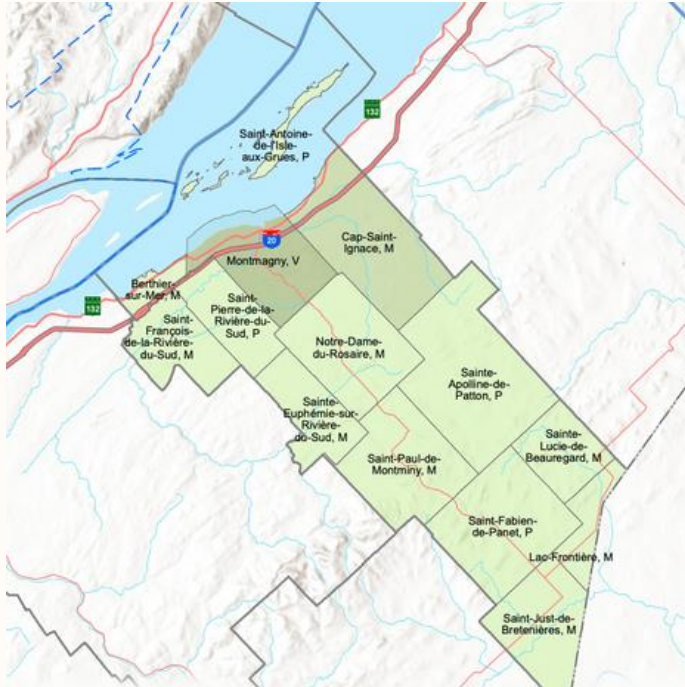 132
Saint-Antoine-
de-l'Isle-
aux-Grues, P
20
Cap-Saint-
Ignace, M
Montmagny, V
Berthier-
sur-Mer, M
132
Saint-
Pierre-de-la-
Rivière-du-
Sud, P
Saint-
François-
de-la-Rivière-
du-Sud, M
Notre-Dame-
du-Rosaire, M
Sainte-
Apolline-de-
Patton, P
Sainte-
Euphémie-sur-
Rivière-
du-Sud, M
Sainte-
Lucie-de-
Beauregard, M
Saint-Paul-de-
Montminy, M
Saint-Fabien-
de-Panet, P
Lac-Frontière, M
Saint-Just-de-
Bretenières, M